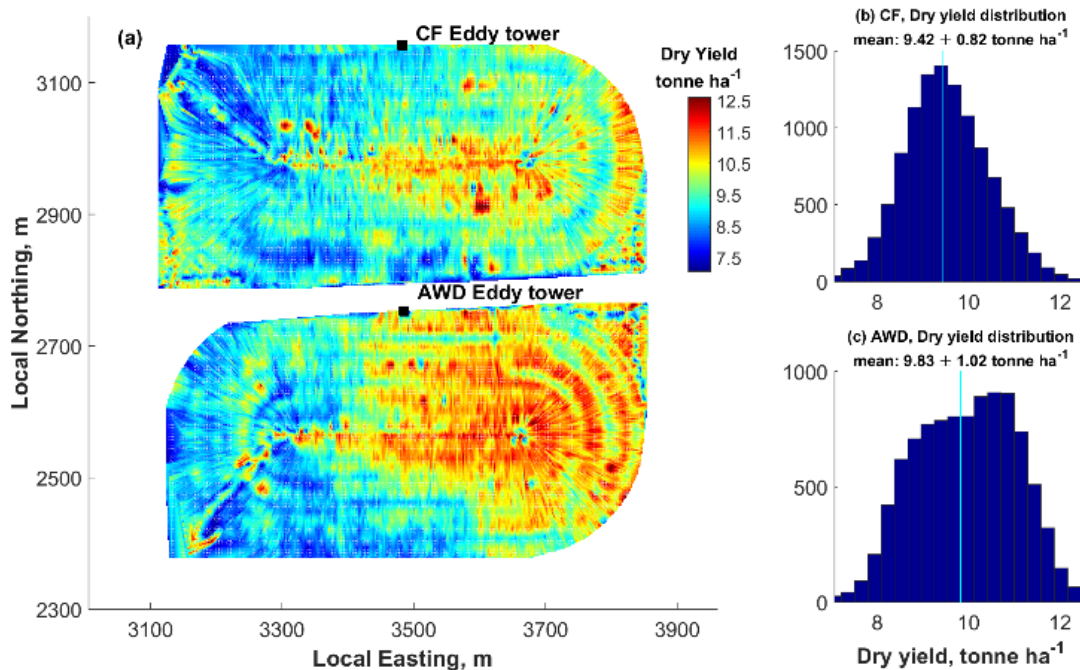 (a)
CF Eddy tower
AWD Eddy tower
Dry Yield
tonne ha⁻¹
12.5
11.5
10.5
9.5
8.5
7.5
3100
2900
2700
2500
2300
Local Northing, m
3100
3300
3500
3700
3900
Local Easting, m
(b) CF, Dry yield distribution
mean: 9.42 + 0.82 tonne ha⁻¹
1500
1000
500
0
8
10
12
(c) AWD, Dry yield distribution
mean: 9.83 + 1.02 tonne ha⁻¹
1000
500
0
8
10
12
Dry yield, tonne ha⁻¹